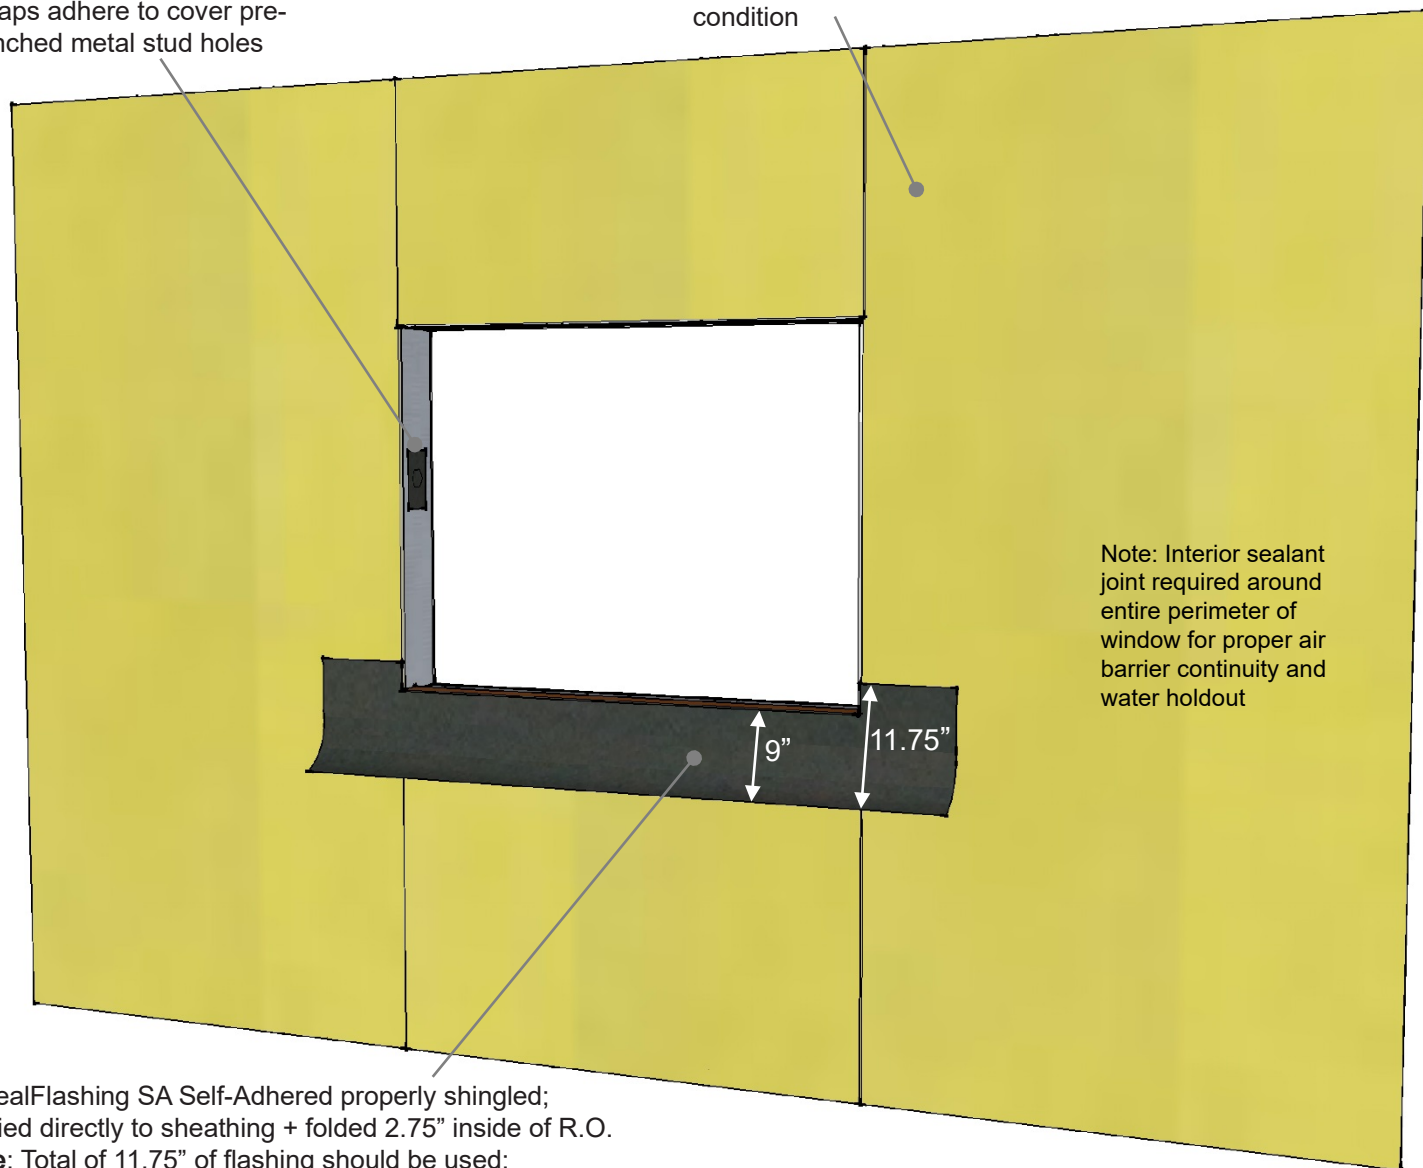 aps adhere to cover pre-
nched metal stud holes
condition
Note: Interior sealant
joint required around
entire perimeter of
window for proper air
barrier continuity and
water holdout
9”
11.75”
ealFlashing SA Self-Adhered properly shingled;
ied directly to sheathing + folded 2.75” inside of R.O.
e: Total of 11.75” of flashing should be used;